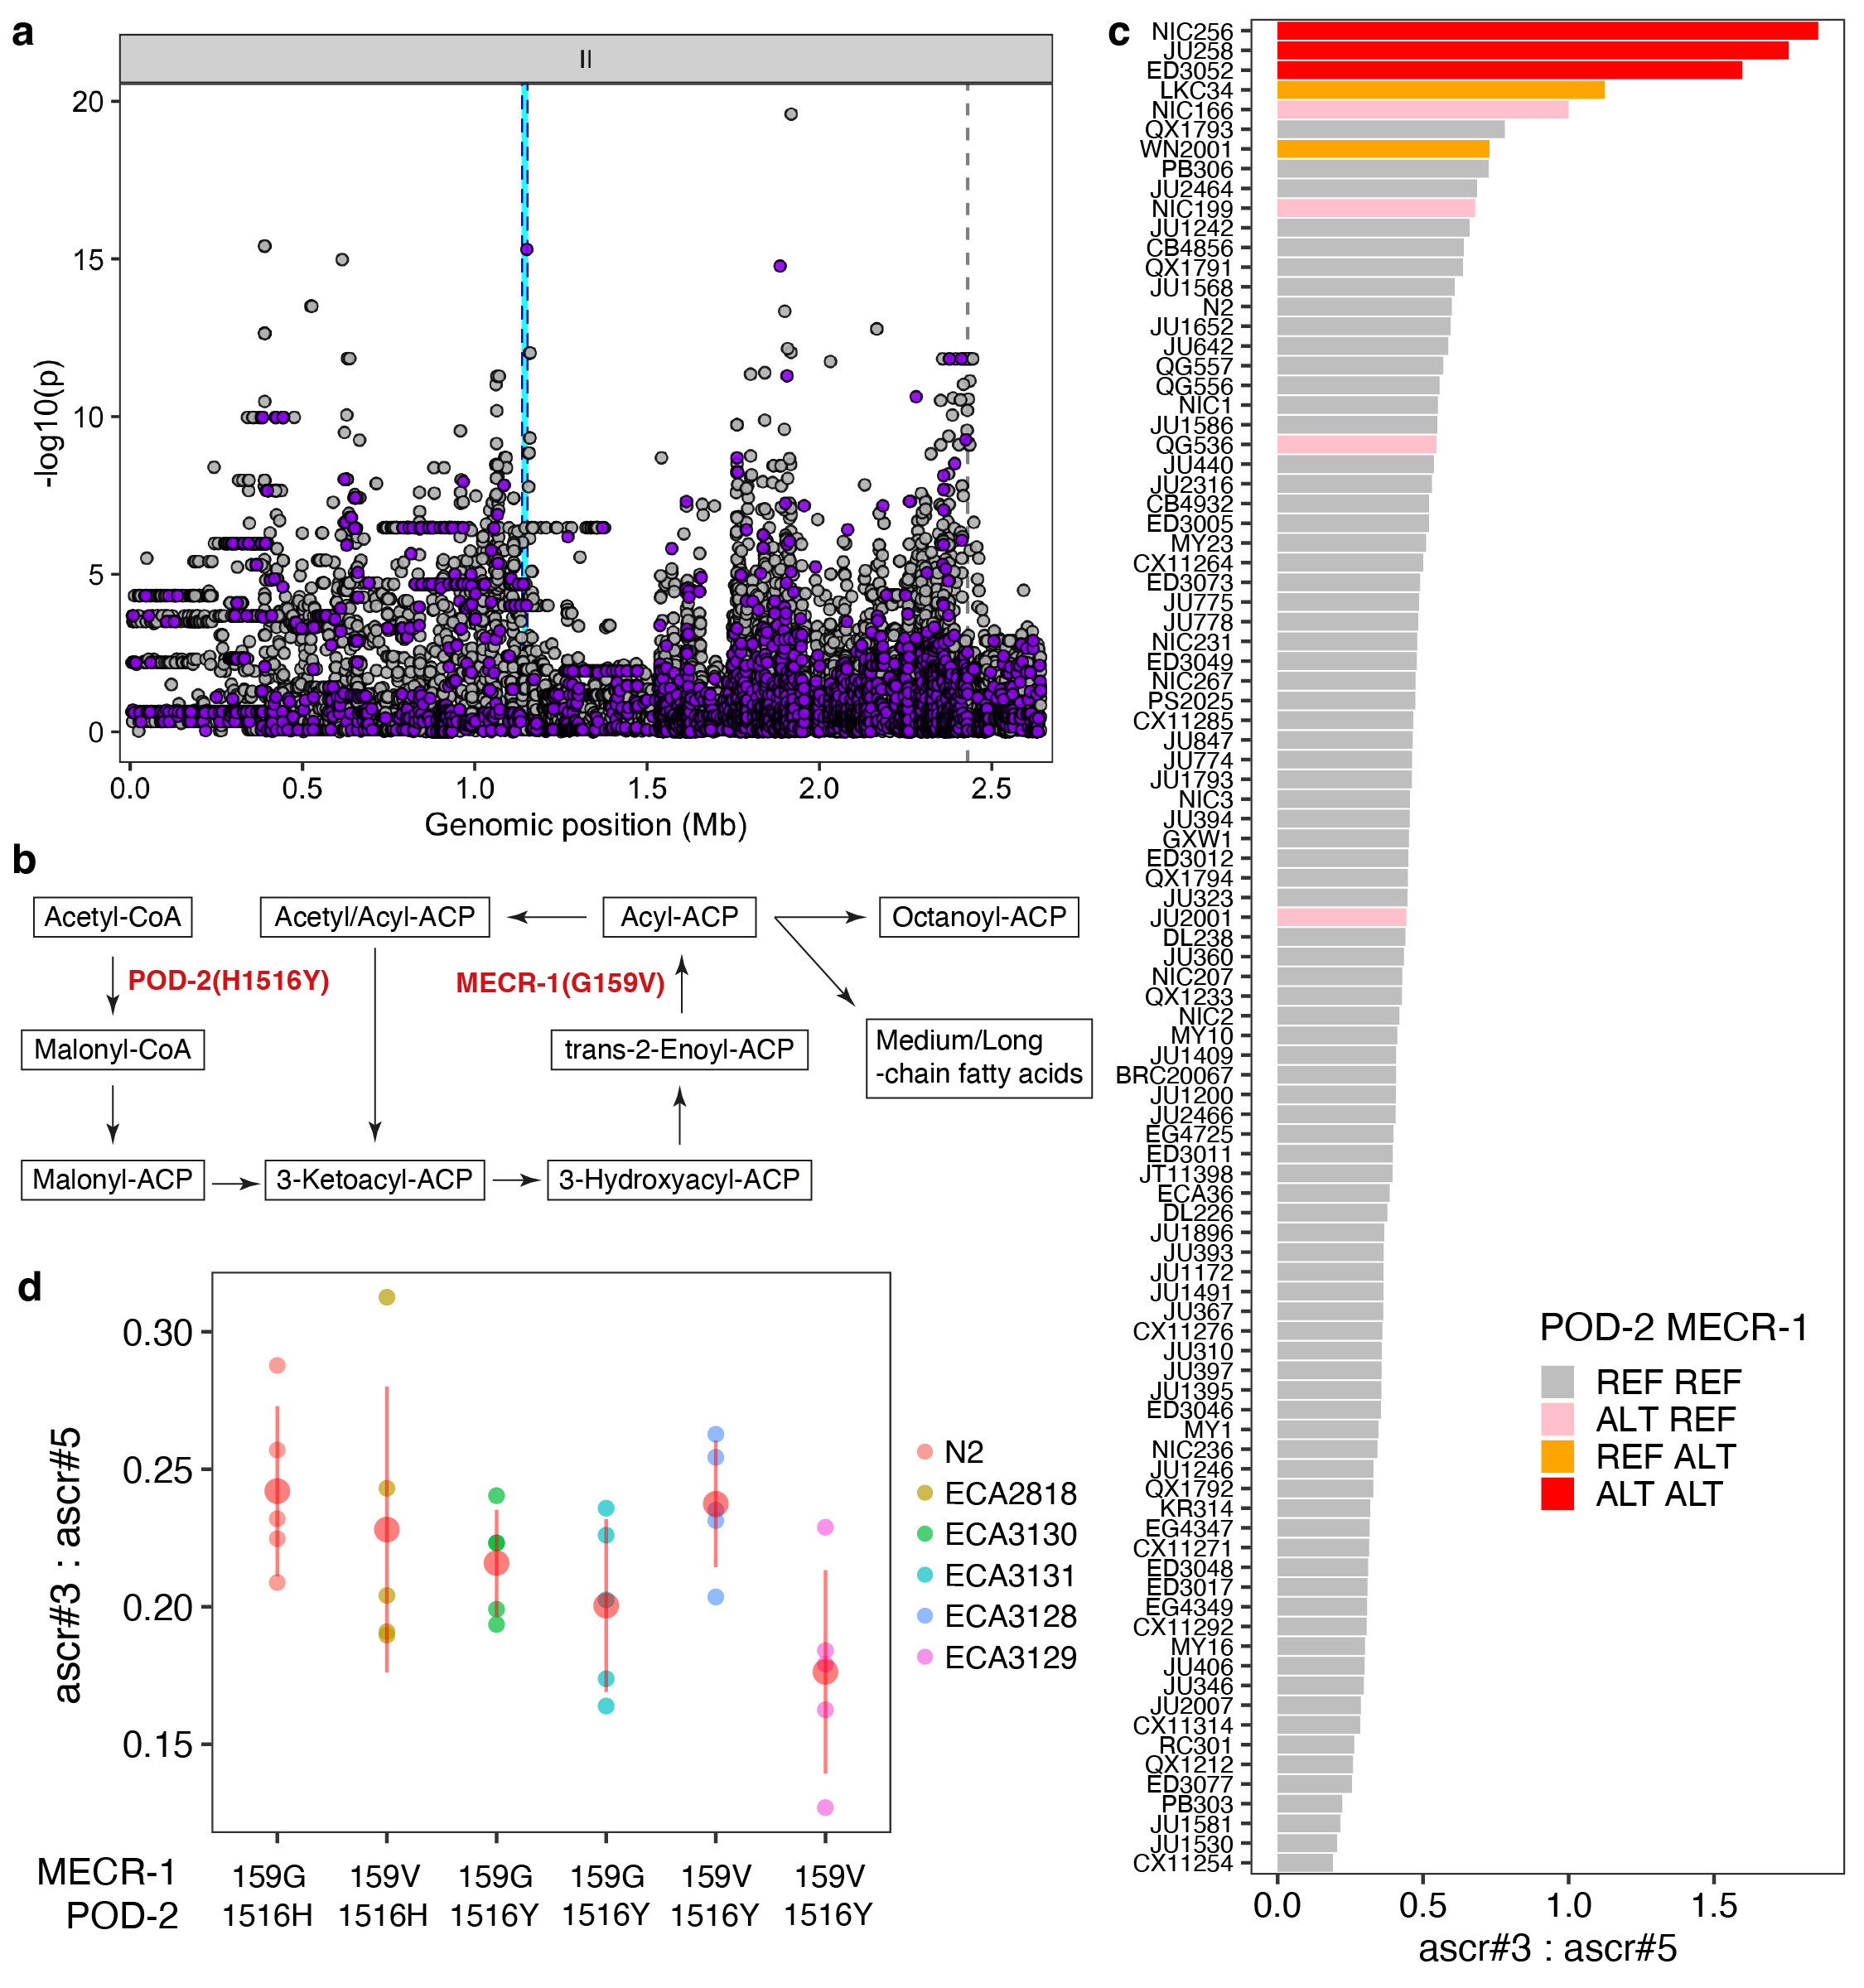 a
II
20
15
10
5
0
-log10(p)
0.0 0.5 1.0 1.5 2.0 2.5
Genomic position (Mb)
b
Acetyl-CoA
Acetyl/Acyl-ACP
Acyl-ACP
Octanoyl-ACP
POD-2(H1516Y)
MECR-1(G159V)
Malonyl-CoA
trans-2-Enoyl-ACP
Medium/Long
-chain fatty acids
Malonyl-ACP
3-Ketoacyl-ACP
3-Hydroxyacyl-ACP
c
NIC256
JU258
ED3052
LKC34
NIC166
QX1793
WN2001
PB306
JU2464
NIC199
JU1242
CB4856
QX1791
JU1568
N2
JU1652
JU642
QG557
QG556
NIC1
JU1586
QG536
JU440
JU2316
CB4932
ED3005
MY23
CX11264
ED3073
JU775
JU778
NIC231
ED3049
NIC267
PS2025
CX11285
JU847
JU774
JU1793
NIC3
JU394
GXW1
ED3012
QX1794
JU323
JU2001
DL238
JU360
NIC207
QX1233
NIC2
MY10
JU1409
BRC20067
JU1200
JU2466
EG4725
ED3011
JT11398
ECA36
DL226
JU1896
JU393
JU1172
JU1491
JU367
CX11276
JU310
JU397
JU1395
ED3046
MY1
NIC236
JU1246
QX1792
KR314
EG4347
CX11271
ED3048
ED3017
EG4349
CX11292
MY16
JU406
JU346
JU2007
CX11314
RC301
QX1212
ED3077
PB303
JU1581
JU1530
CX11254
0.0 0.5 1.0 1.5
ascr#3 : ascr#5
POD-2 MECR-1
REF REF
ALT REF
REF ALT
ALT ALT
d
0.30
0.25
0.20
0.15
ascr#3 : ascr#5
N2
ECA2818
ECA3130
ECA3131
ECA3128
ECA3129
MECR-1 159G 159V 159G 159G 159V 159V
POD-2 1516H 1516H 1516Y 1516Y 1516Y 1516Y